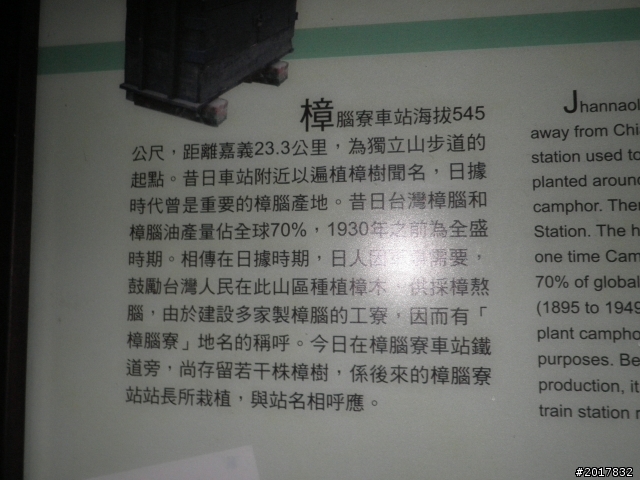 樟腦寮車站海拔545
公尺，距離嘉義23.3公里，為獨立山步道的
起點。昔日車站附近以遍植樟樹聞名，日據
時代曾是重要的樟腦產地。昔日台灣樟腦和
樟腦油產量佔全球70%，1930年之前為全盛
時期。相傳在日據時期，日人因需要，
鼓勵台灣人民在此山區種植樟木，供採樟熬
腦，由於建設多家製樟腦的工寮，因而有「
樟腦寮」地名的稱呼。今日在樟腦寮車站鐵
道旁，尚存留若干株樟樹，係後來的樟腦寮
站站長所栽植，與站名相呼應。
Jhannaol
away from Chi
station used to
planted around
camphor. Ther
Station. The h
one time Cam
70% of global
(1895 to 1949
plant campho
purposes. Be
production, it
train station r
#2017832